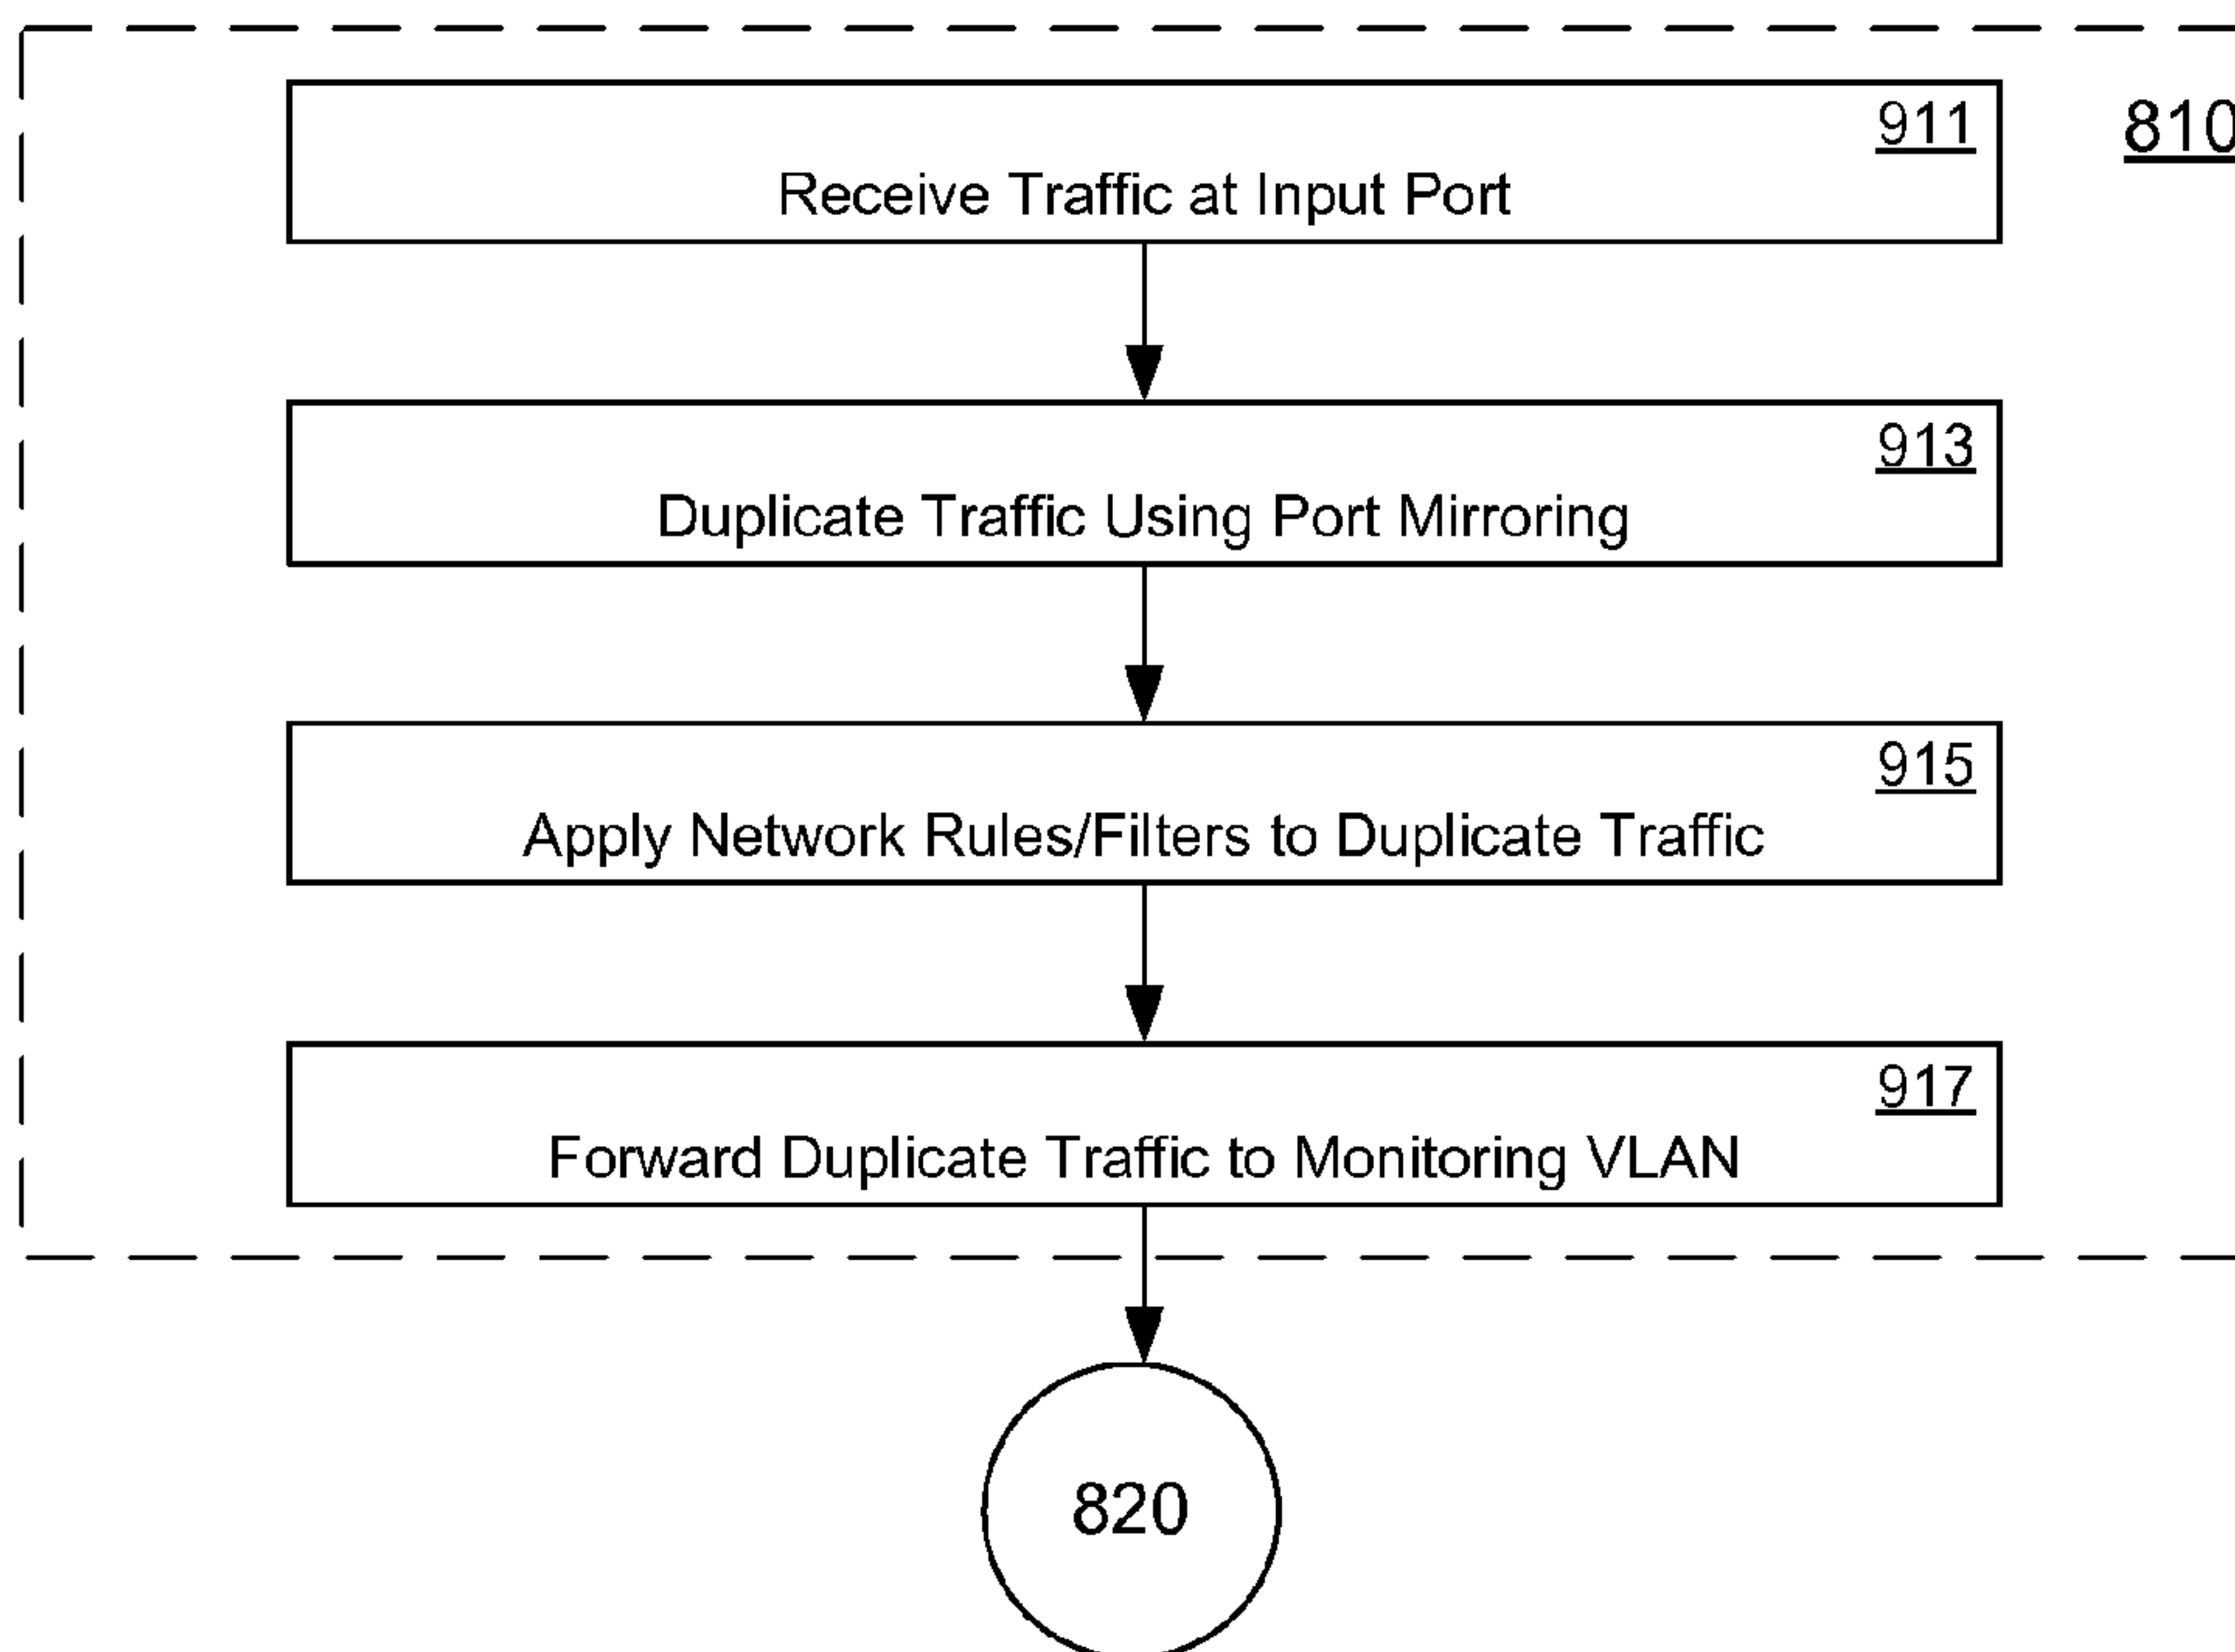 911
810
Receive Traffic at Input Port
913
Duplicate Traffic Using Port Mirroring
915
Apply Network Rules/Filters to Duplicate Traffic
917
Forward Duplicate Traffic to Monitoring VLAN
820